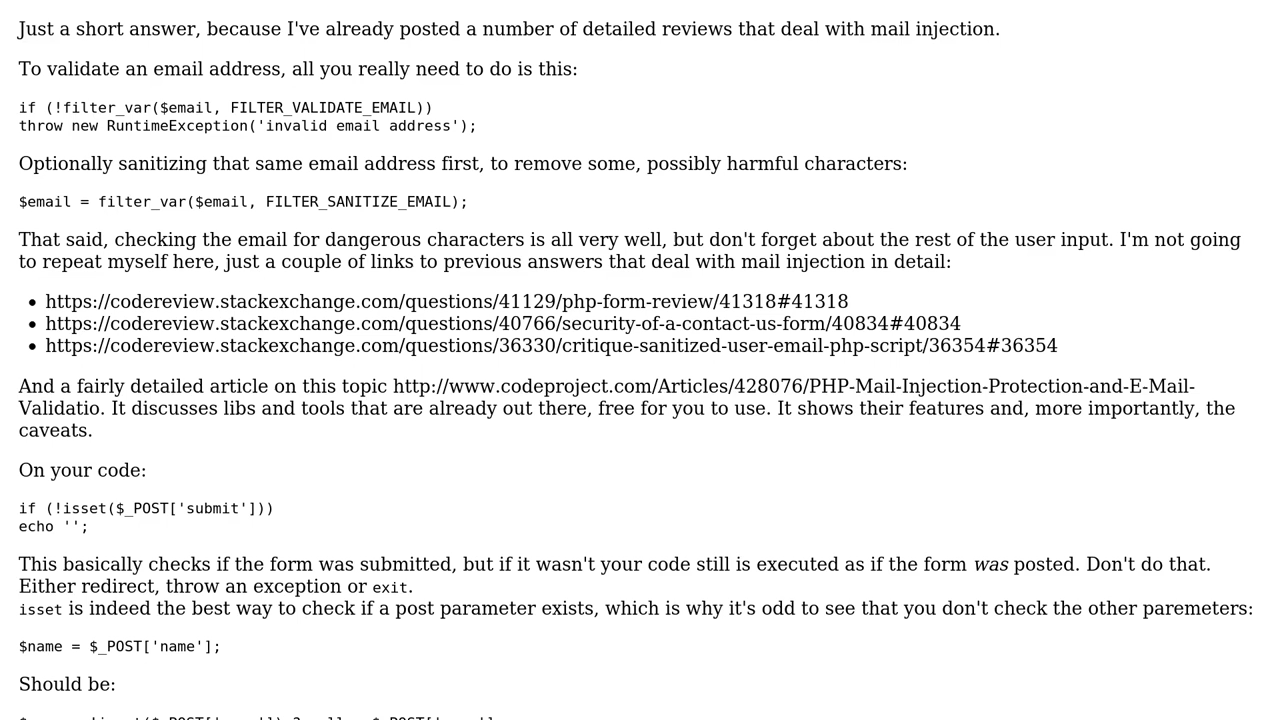 Just a short answer, because I've already posted a number of detailed reviews that deal with mail injection.
To validate an email address, all you really need to do is this:
if (!filter_var($email, FILTER_VALIDATE_EMAIL))
throw new RuntimeException('invalid email address');
Optionally sanitizing that same email address first, to remove some, possibly harmful characters:
$email = filter_var($email, FILTER_SANITIZE_EMAIL);
That said, checking the email for dangerous characters is all very well, but don't forget about the rest of the user input. I'm not going
to repeat myself here, just a couple of links to previous answers that deal with mail injection in detail:
• https://codereview.stackexchange.com/questions/41129/php-form-review/41318#41318
• https://codereview.stackexchange.com/questions/40766/security-of-a-contact-us-form/40834#40834
• https://codereview.stackexchange.com/questions/36330/critique-sanitized-user-email-php-script/36354#36354
And a fairly detailed article on this topic http://www.codeproject.com/Articles/428076/PHP-Mail-Injection-Protection-and-E-Mail-
Validatio. It discusses libs and tools that are already out there, free for you to use. It shows their features and, more importantly, the
caveats.
On your code:
if (!isset($_POST['submit']))
echo '';
This basically checks if the form was submitted, but if it wasn't your code still is executed as if the form was posted. Don't do that.
Either redirect, throw an exception or exit.
isset is indeed the best way to check if a post parameter exists, which is why it's odd to see that you don't check the other paremeters:
$name = $_POST['name'];
Should be: